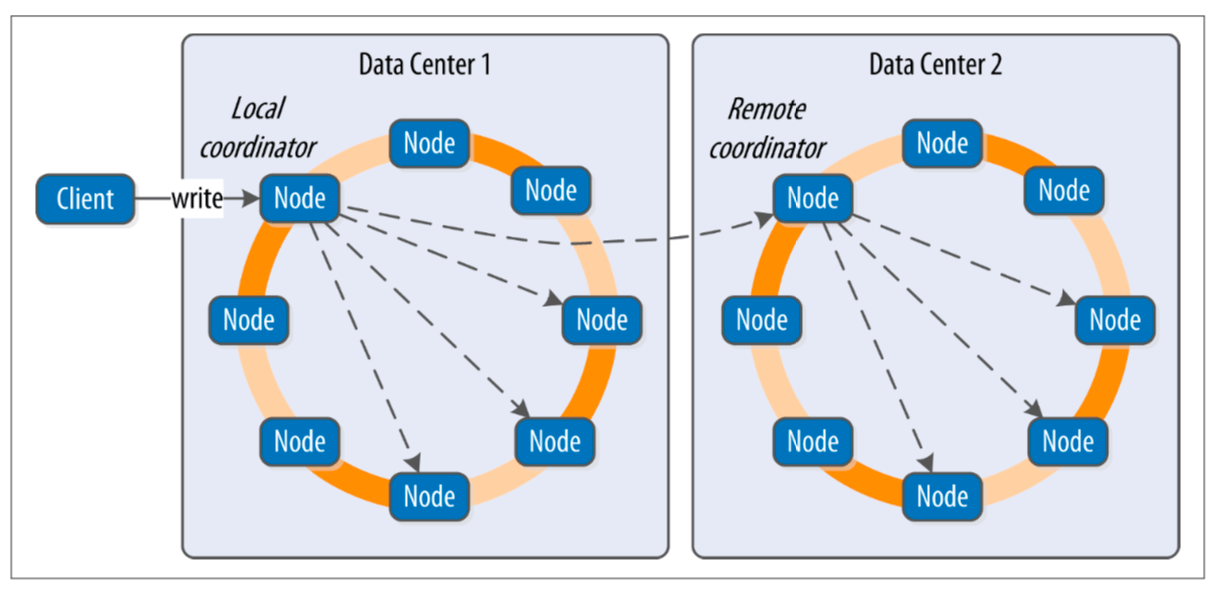 Data Center 1
Data Center 2
Local
coordinator
Remote
coordinator
Node
Node
Node
Node
Client
write
Node
Node
Node
Node
Node
Node
Node
Node
Node
Node
Node
Node